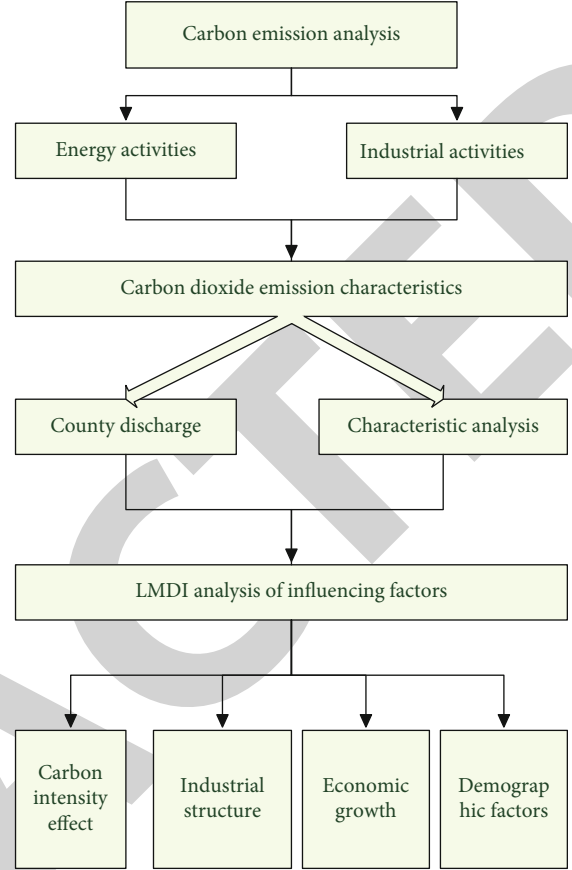 Carbon emission analysis
Energy activities
Industrial activities
Carbon dioxide emission characteristics
County discharge
Characteristic analysis
LMDI analysis of influencing factors
Carbon
intensity
effect
Industrial
structure
Economic
growth
Demograp
hic factors